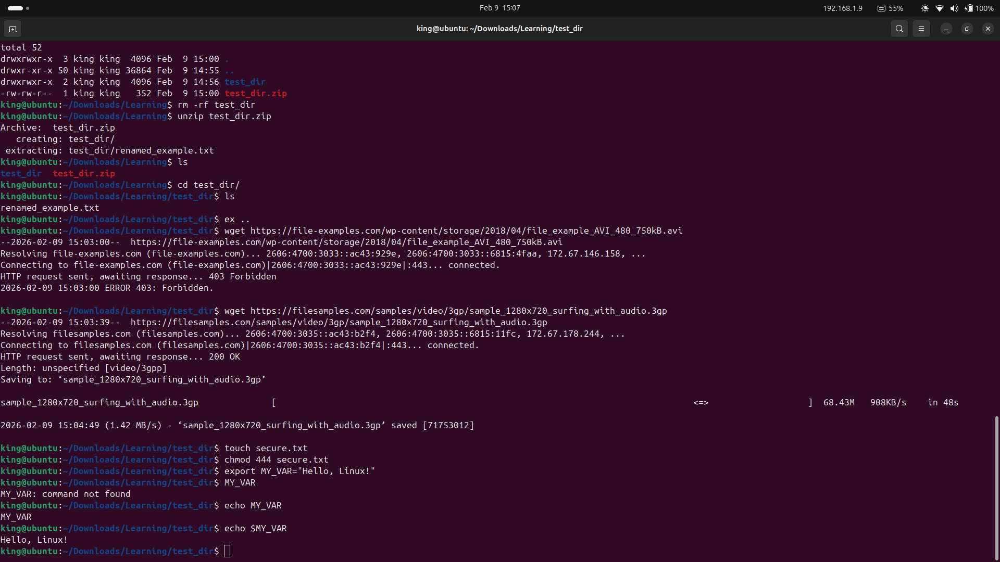 Feb 9 15:07
192.168.1.9 55% 100%
king@ubuntu: ~/Downloads/Learning/test_dir
total 52
drwxrwxr-x  3 king king  4096 Feb  9 15:00 .
drwxr-xr-x 50 king king 36864 Feb  9 14:55 ..
drwxrwxr-x  2 king king  4096 Feb  9 14:56 test_dir
-rw-rw-r--  1 king king   352 Feb  9 15:00 test_dir.zip
king@ubuntu:~/Downloads/Learning$ rm -rf test_dir
king@ubuntu:~/Downloads/Learning$ unzip test_dir.zip
Archive:  test_dir.zip
   creating: test_dir/
 extracting: test_dir/renamed_example.txt
king@ubuntu:~/Downloads/Learning$ ls
test_dir  test_dir.zip
king@ubuntu:~/Downloads/Learning$ cd test_dir/
king@ubuntu:~/Downloads/Learning/test_dir$ ls
renamed_example.txt
king@ubuntu:~/Downloads/Learning/test_dir$ ex ..
king@ubuntu:~/Downloads/Learning/test_dir$ wget https://file-examples.com/wp-content/storage/2018/04/file_example_AVI_480_750kB.avi
--2026-02-09 15:03:00--  https://file-examples.com/wp-content/storage/2018/04/file_example_AVI_480_750kB.avi
Resolving file-examples.com (file-examples.com)... 2606:4700:3033::ac43:929e, 2606:4700:3033::6815:4faa, 172.67.146.158, ...
Connecting to file-examples.com (file-examples.com)|2606:4700:3033::ac43:929e|:443... connected.
HTTP request sent, awaiting response... 403 Forbidden
2026-02-09 15:03:00 ERROR 403: Forbidden.
king@ubuntu:~/Downloads/Learning/test_dir$ wget https://filesamples.com/samples/video/3gp/sample_1280x720_surfing_with_audio.3gp
--2026-02-09 15:03:39--  https://filesamples.com/samples/video/3gp/sample_1280x720_surfing_with_audio.3gp
Resolving filesamples.com (filesamples.com)... 2606:4700:3035::ac43:b2f4, 2606:4700:3035::6815:11fc, 172.67.178.244, ...
Connecting to filesamples.com (filesamples.com)|2606:4700:3035::ac43:b2f4|:443... connected.
HTTP request sent, awaiting response... 200 OK
Length: unspecified [video/3gpp]
Saving to: ‘sample_1280x720_surfing_with_audio.3gp’
sample_1280x720_surfing_with_audio.3gp              [                                                                                <=>                   ]  68.43M   908KB/s    in 48s
2026-02-09 15:04:49 (1.42 MB/s) - ‘sample_1280x720_surfing_with_audio.3gp’ saved [71753012]
king@ubuntu:~/Downloads/Learning/test_dir$ touch secure.txt
king@ubuntu:~/Downloads/Learning/test_dir$ chmod 444 secure.txt
king@ubuntu:~/Downloads/Learning/test_dir$ export MY_VAR="Hello, Linux!"
king@ubuntu:~/Downloads/Learning/test_dir$ MY_VAR
MY_VAR: command not found
king@ubuntu:~/Downloads/Learning/test_dir$ echo MY_VAR
MY_VAR
king@ubuntu:~/Downloads/Learning/test_dir$ echo $MY_VAR
Hello, Linux!
king@ubuntu:~/Downloads/Learning/test_dir$